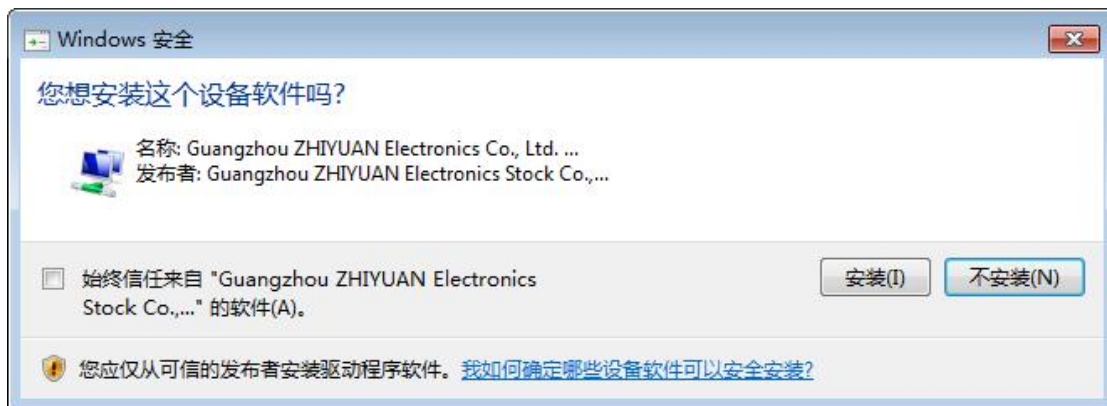 Windows 安全
您想安装这个设备软件吗?
名称: Guangzhou ZHIYUAN Electronics Co., Ltd. ...
发布者: Guangzhou ZHIYUAN Electronics Stock Co.,...
始终信任来自 "Guangzhou ZHIYUAN Electronics
Stock Co.,..." 的软件(A)。
安装(I)
不安装(N)
您应仅从可信的发布者安装驱动程序软件。我如何确定哪些设备软件可以安全安装?